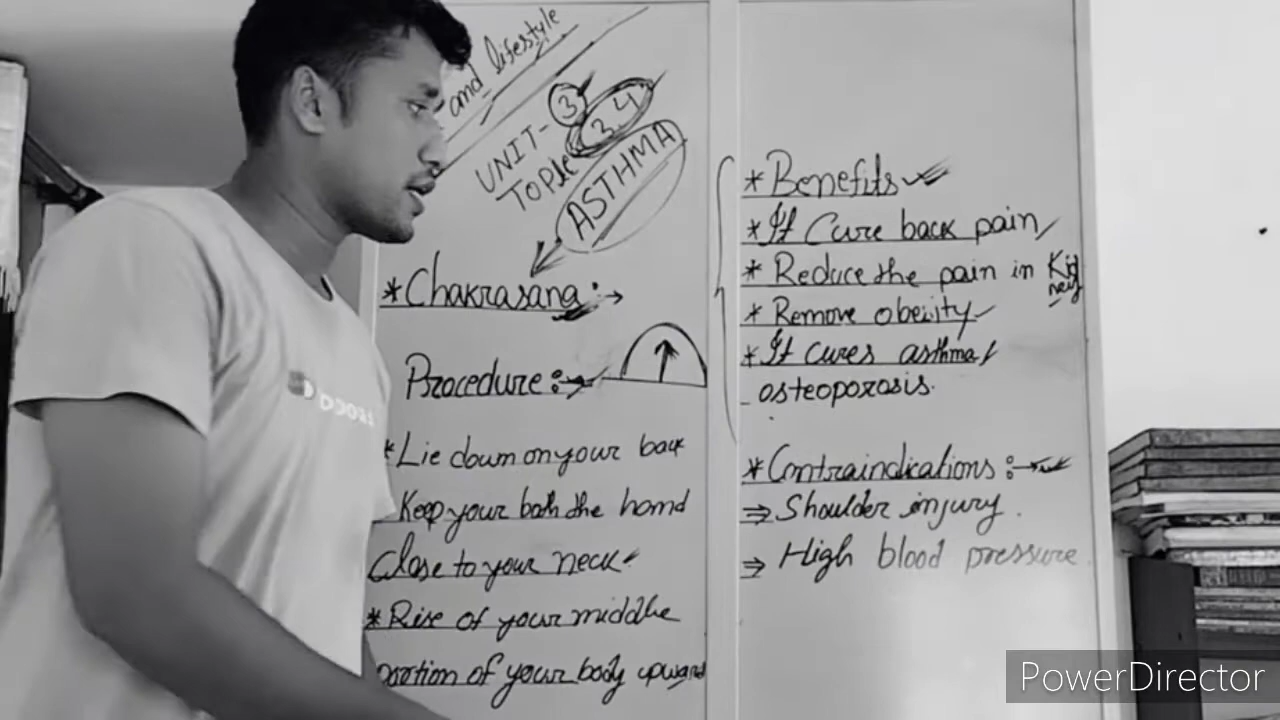 and lifestyle
UNIT- 3
TOPIC 3.4
ASTHMA
*Chakrasana:→
Procedure:→
*Lie down on your back
Keep your both the hand
Close to your neck
*Rise of your middle
portion of your body upward
*Benefits
*It Cure back pain
* Reduce the pain in Kid
ney
* Remove obesity
*It cures asthma/
osteoporosis.
*Contraindications:→
⇒ Shoulder injury.
⇒ High blood pressure
PowerDirector